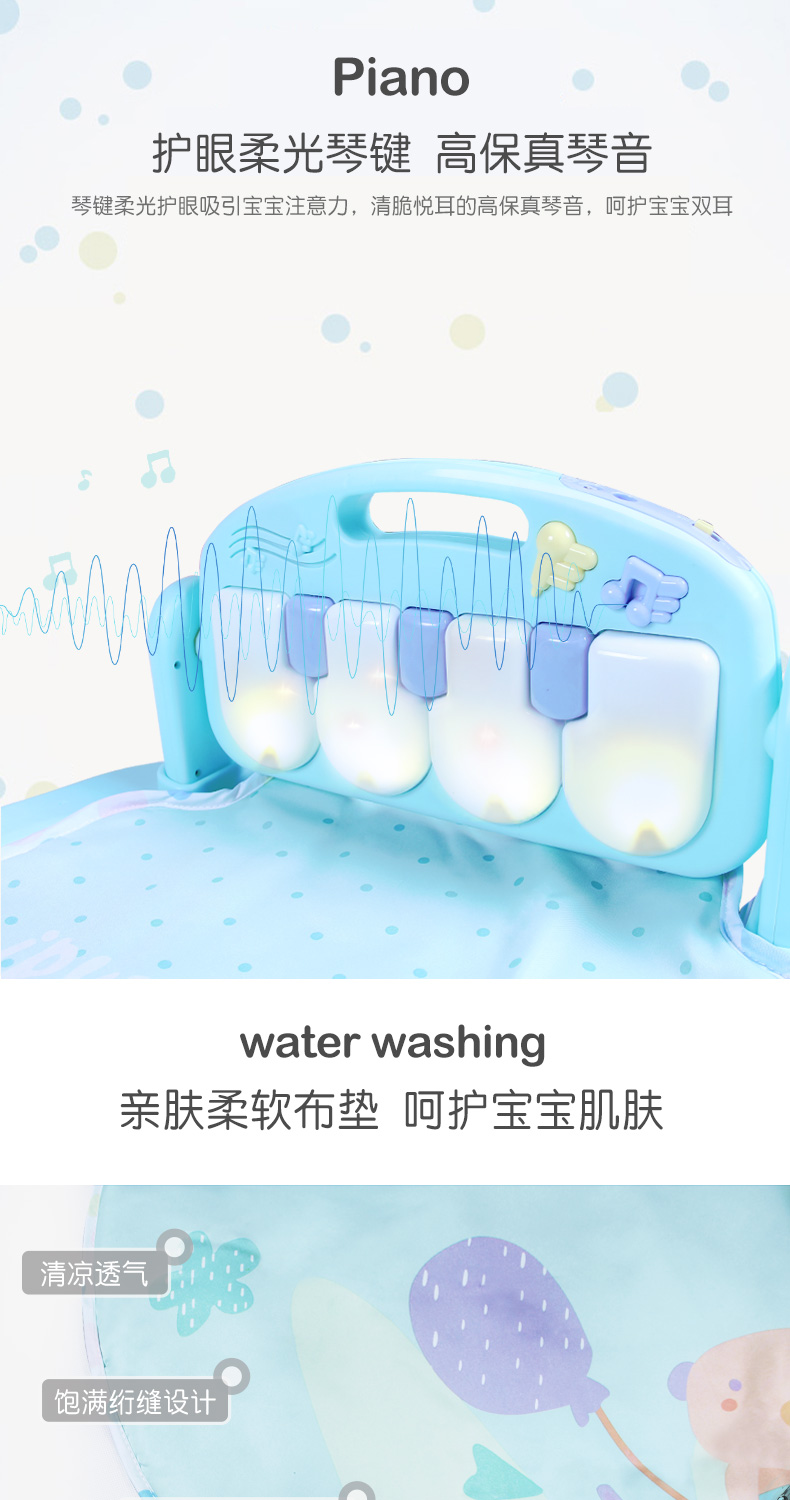 Piano
护眼柔光琴键 高保真琴音
琴键柔光护眼吸引宝宝注意力，清脆悦耳的高保真琴音，呵护宝宝双耳
water washing
亲肤柔软布垫 呵护宝宝肌肤
清凉透气
饱满绗缝设计